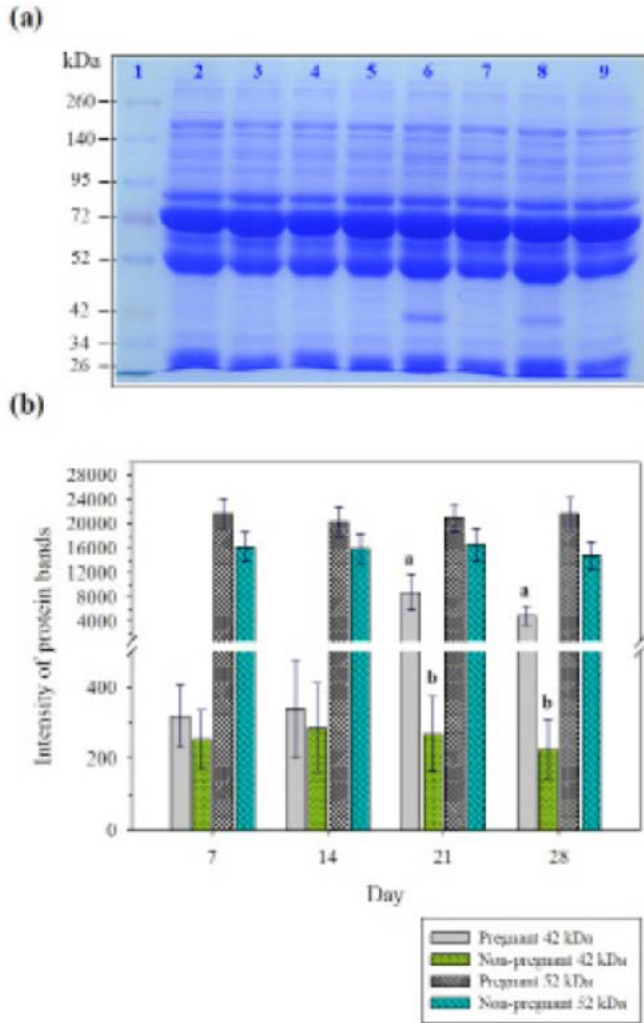 (a)
kDa 1 2 3 4 5 6 7 8 9
260
140
95
72
52
42
34
26
(b)
Intensity of protein bands
28000
24000
20000
16000
12000
8000
4000
400
200
0
a
a
b
b
7 14 21 28
Day
Pregnant 42 kDa
Non-pregnant 42 kDa
Pregnant 52 kDa
Non-pregnant 52 kDa